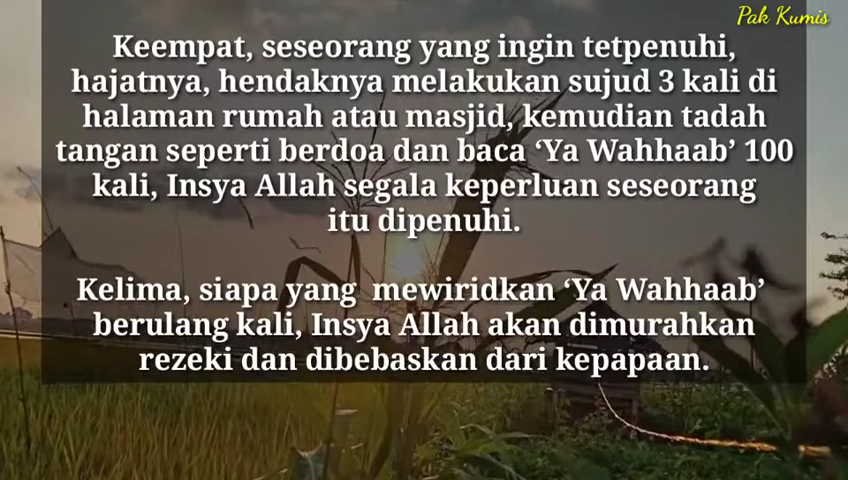 Pak Kumis
Keempat, seseorang yang ingin tetpenuhi,
hajatnya, hendaknya melakukan sujud 3 kali di
halaman rumah atau masjid, kemudian tadah
tangan seperti berdoa dan baca ‘Ya Wahhaab’ 100
kali, Insya Allah segala keperluan seseorang
itu dipenuhi.
Kelima, siapa yang mewiridkan ‘Ya Wahhaab’
berulang kali, Insya Allah akan dimurahkan
rezeki dan dibebaskan dari kepapaan.